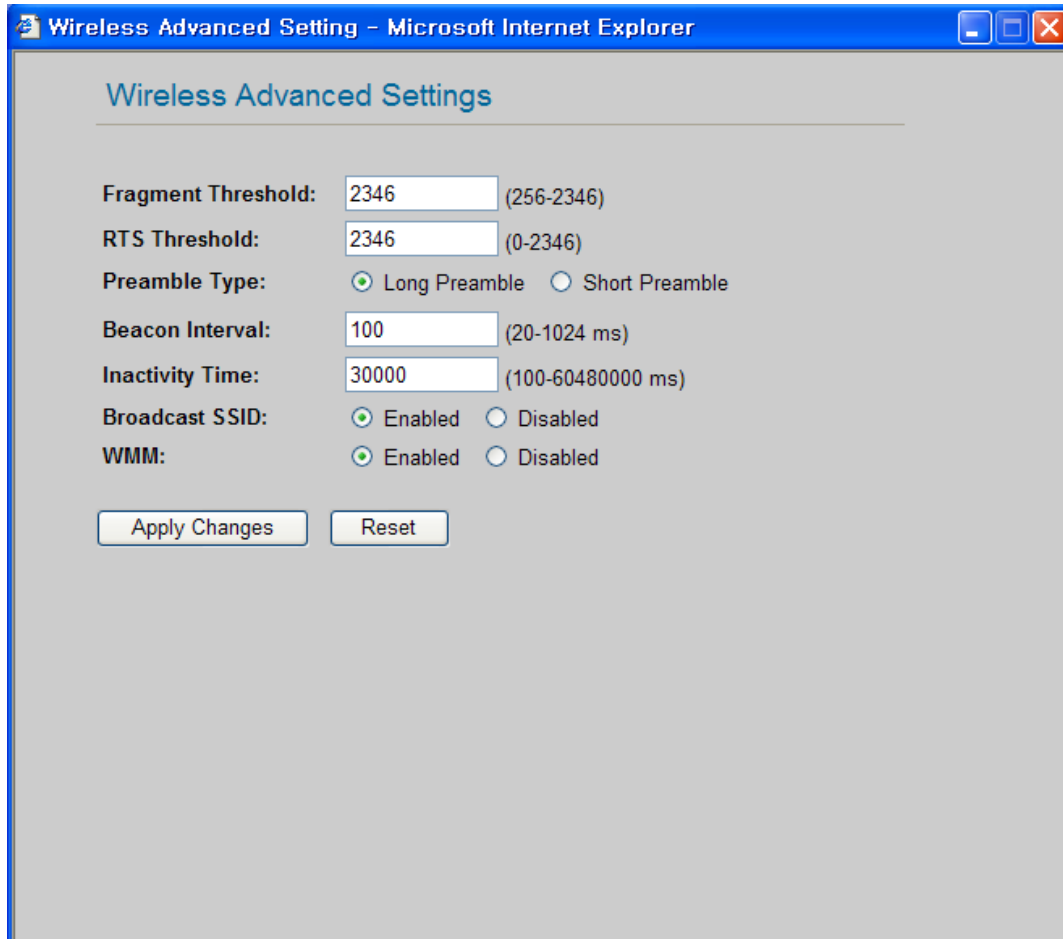 Wireless Advanced Setting - Microsoft Internet Explorer
Wireless Advanced Settings
Fragment Threshold: 2346 (256-2346)
RTS Threshold: 2346 (0-2346)
Preamble Type: Long Preamble Short Preamble
Beacon Interval: 100 (20-1024 ms)
Inactivity Time: 30000 (100-60480000 ms)
Broadcast SSID: Enabled Disabled
WMM: Enabled Disabled
Apply Changes Reset